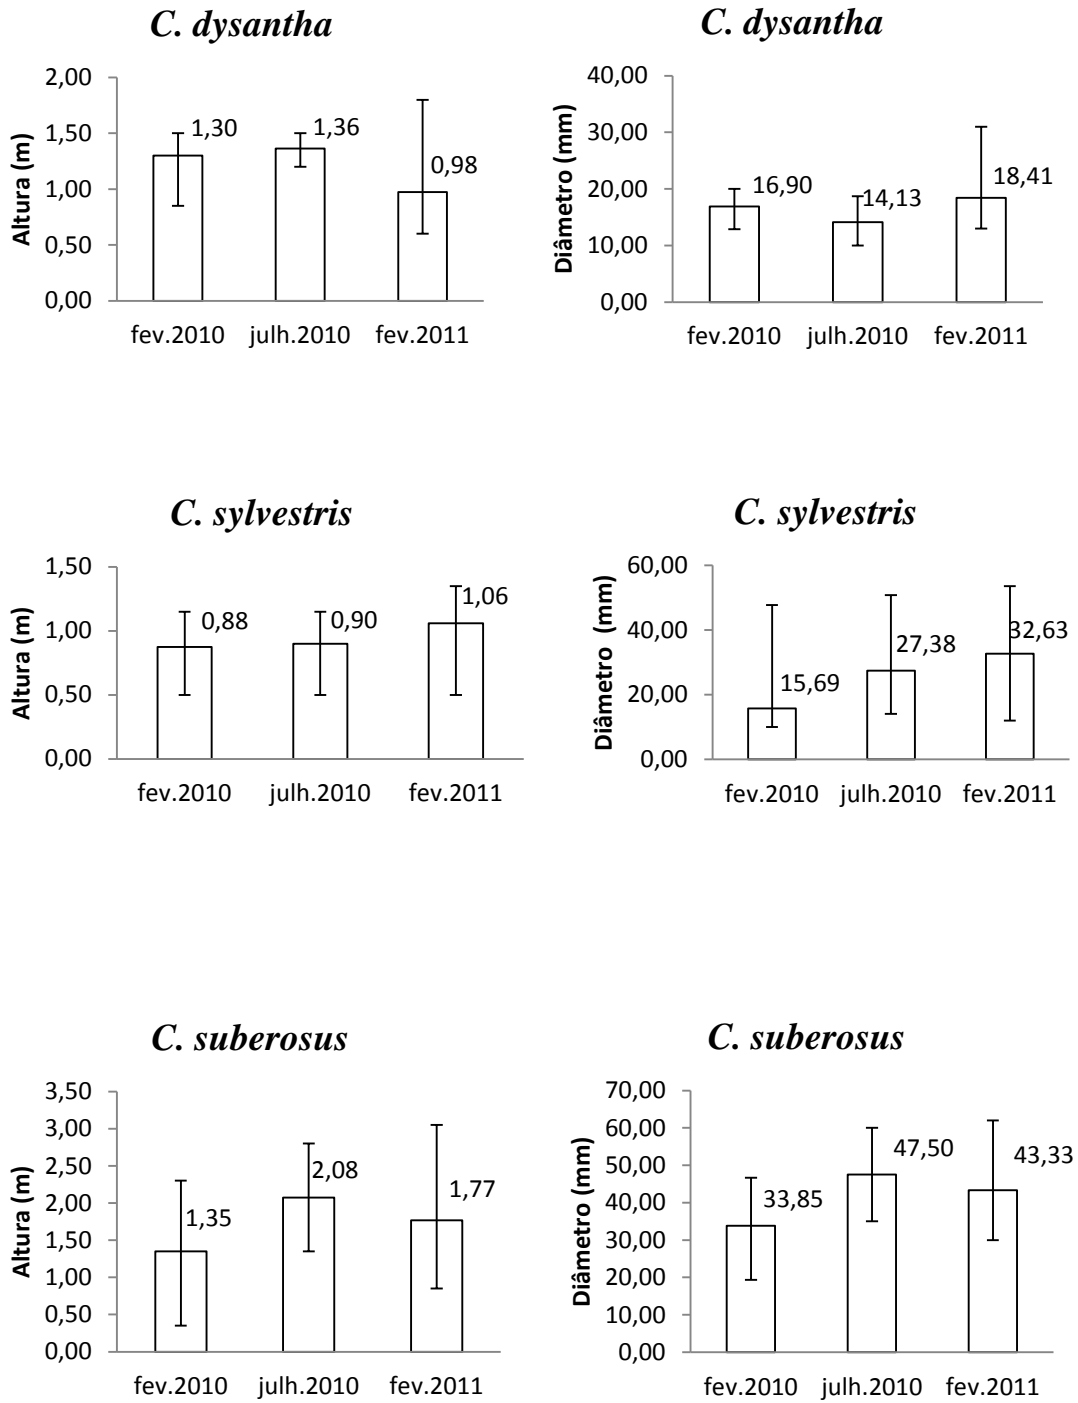 C. dysantha
2,00
1,50
1,00
0,50
0,00
Altura (m)
1,30
1,36
0,98
fev.2010 julh.2010 fev.2011
C. dysantha
40,00
30,00
20,00
10,00
0,00
Diâmetro (mm)
16,90
14,13
18,41
fev.2010 julh.2010 fev.2011
C. sylvestris
1,50
1,00
0,50
0,00
Altura (m)
0,88
0,90
1,06
fev.2010 julh.2010 fev.2011
C. sylvestris
60,00
40,00
20,00
0,00
Diâmetro (mm)
15,69
27,38
32,63
fev.2010 julh.2010 fev.2011
C. suberosus
3,50
3,00
2,50
2,00
1,50
1,00
0,50
0,00
Altura (m)
1,35
2,08
1,77
fev.2010 julh.2010 fev.2011
C. suberosus
70,00
60,00
50,00
40,00
30,00
20,00
10,00
0,00
Diâmetro (mm)
33,85
47,50
43,33
fev.2010 julh.2010 fev.2011